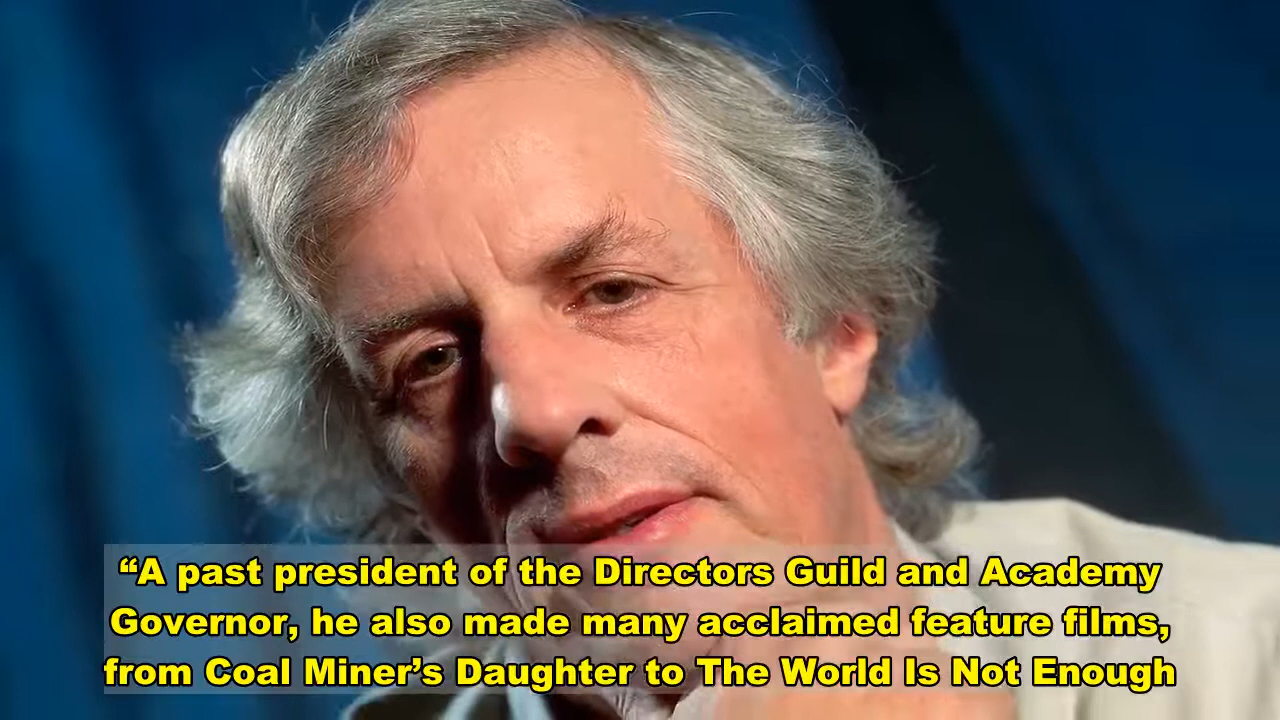 “A past president of the Directors Guild and Academy
Governor, he also made many acclaimed feature films,
from Coal Miner’s Daughter to The World Is Not Enough